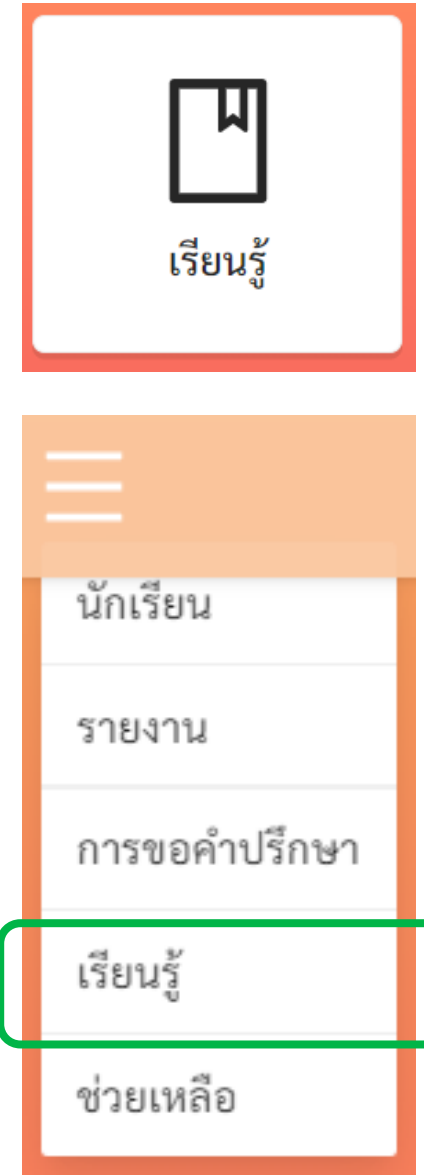 เรียนรู้
นักเรียน
รายงาน
การขอคำปรึกษา
เรียนรู้
ช่วยเหลือ